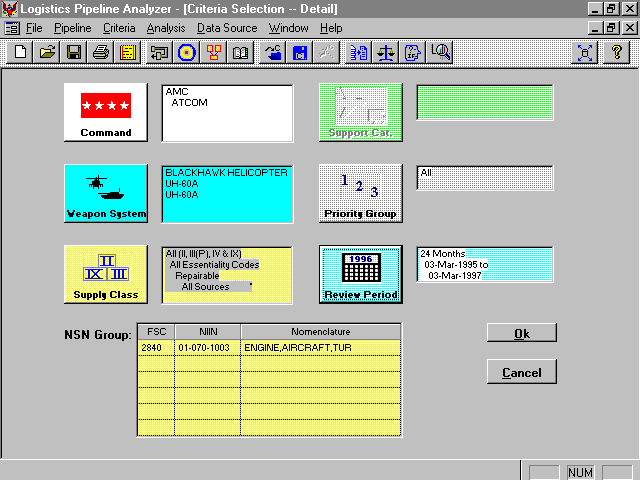 Logistics Pipeline Analyzer - [Criteria Selection -- Detail]
File Pipeline Criteria Analysis Data Source Window Help
Command
AMC
ATCOM
Support Cat.
Weapon System
BLACKHAWK HELICOPTER
UH-60A
UH-60A
1 2 3
Priority Group
All
II
IX III
Supply Class
All (II, III(P), IV & IX)
All Essentiality Codes
Repairable
All Sources *
1996
Review Period
24 Months
03-Mar-1995 to
03-Mar-1997
NSN Group:
FSC NIIN Nomenclature
2840 01-070-1003 ENGINE,AIRCRAFT,TUR
Ok
Cancel
NUM